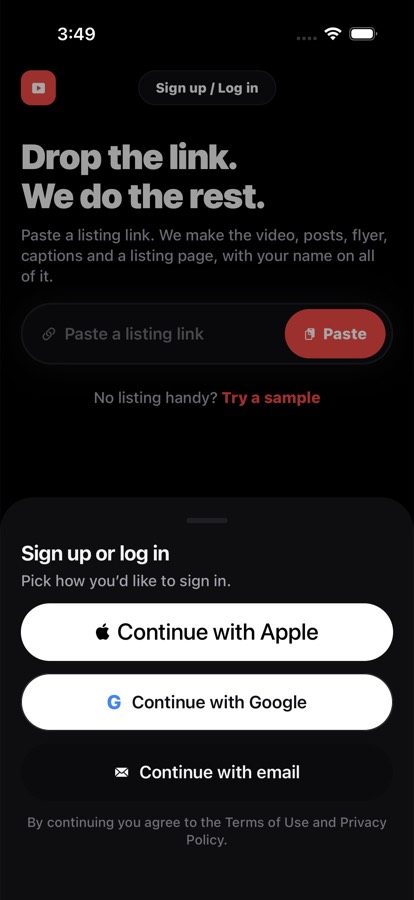 3:49
Sign up / Log in
Drop the link.
We do the rest.
Paste a listing link. We make the video, posts, flyer,
captions and a listing page, with your name on all
of it.
Paste a listing link
Paste
No listing handy? Try a sample
Sign up or log in
Pick how you’d like to sign in.
Continue with Apple
G Continue with Google
Continue with email
By continuing you agree to the Terms of Use and Privacy
Policy.